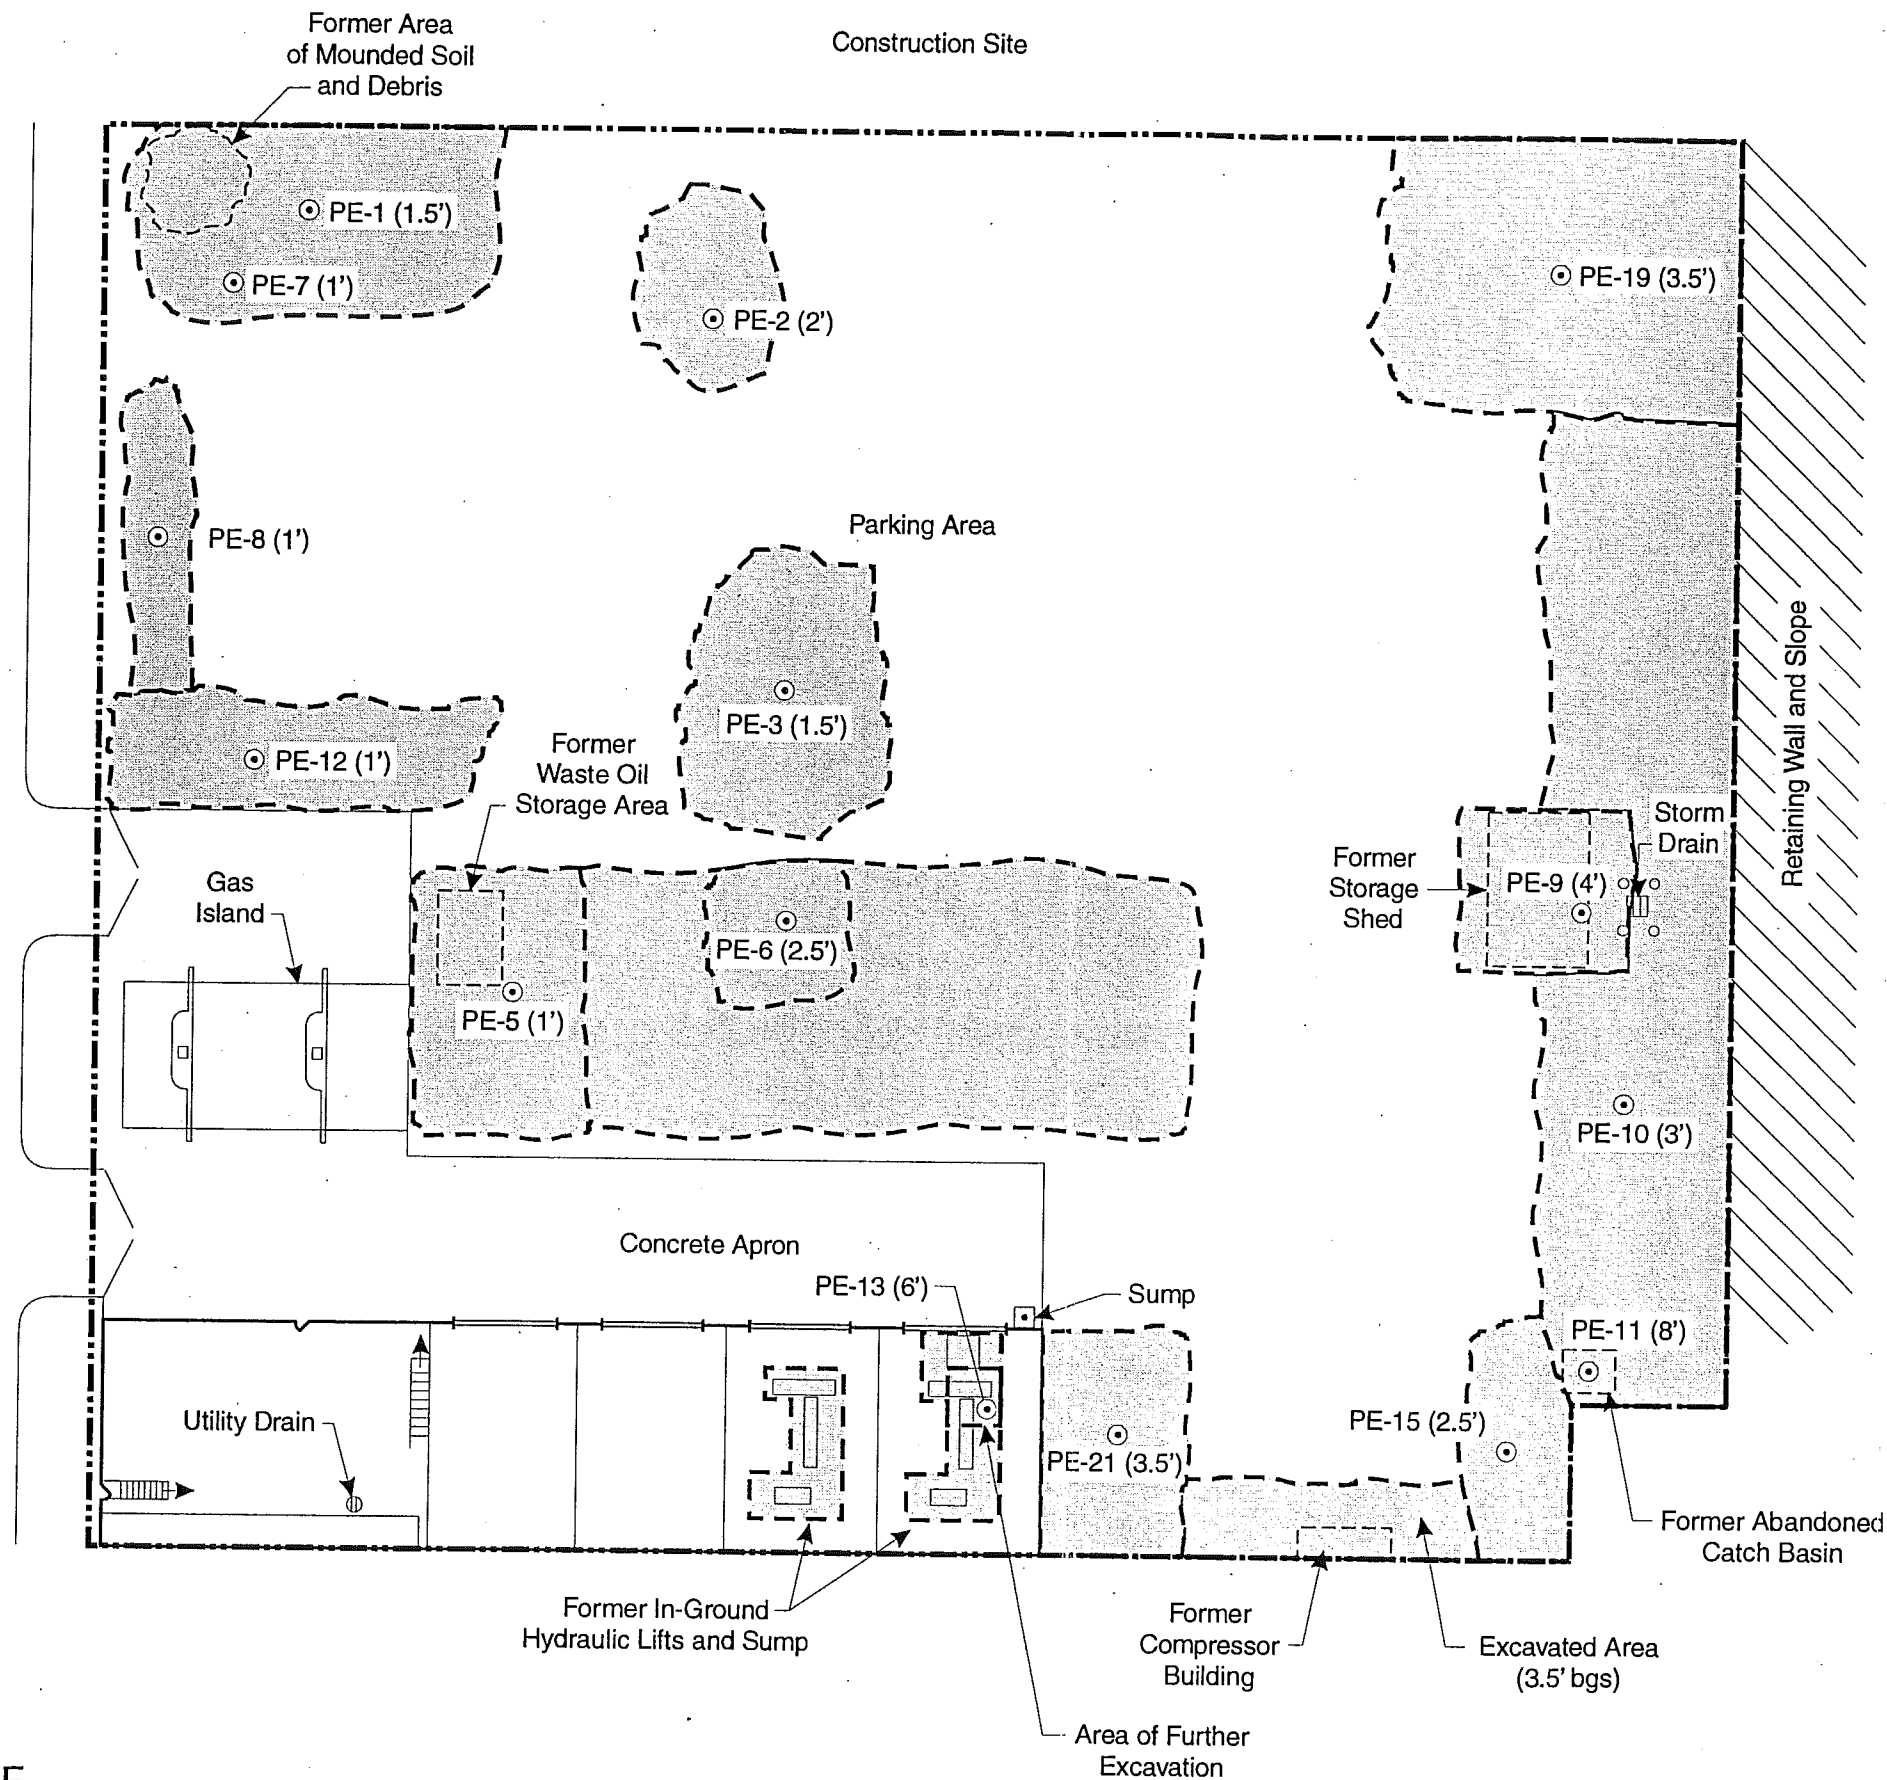 Former Area
of Mounded Soil
and Debris
Construction Site
PE-1 (1.5')
PE-7 (1')
PE-2 (2')
PE-19 (3.5')
PE-8 (1')
Parking Area
PE-3 (1.5')
PE-12 (1')
Former
Waste Oil
Storage Area
Retaining Wall and Slope
Storm
Drain
Former
Storage
Shed
PE-9 (4')
Gas
Island
PE-6 (2.5')
PE-5 (1')
PE-10 (3')
Concrete Apron
PE-13 (6')
Sump
PE-11 (8')
Utility Drain
PE-15 (2.5')
PE-21 (3.5')
Former Abandoned
Catch Basin
Former In-Ground
Hydraulic Lifts and Sump
Former
Compressor
Building
Excavated Area
(3.5' bgs)
Area of Further
Excavation